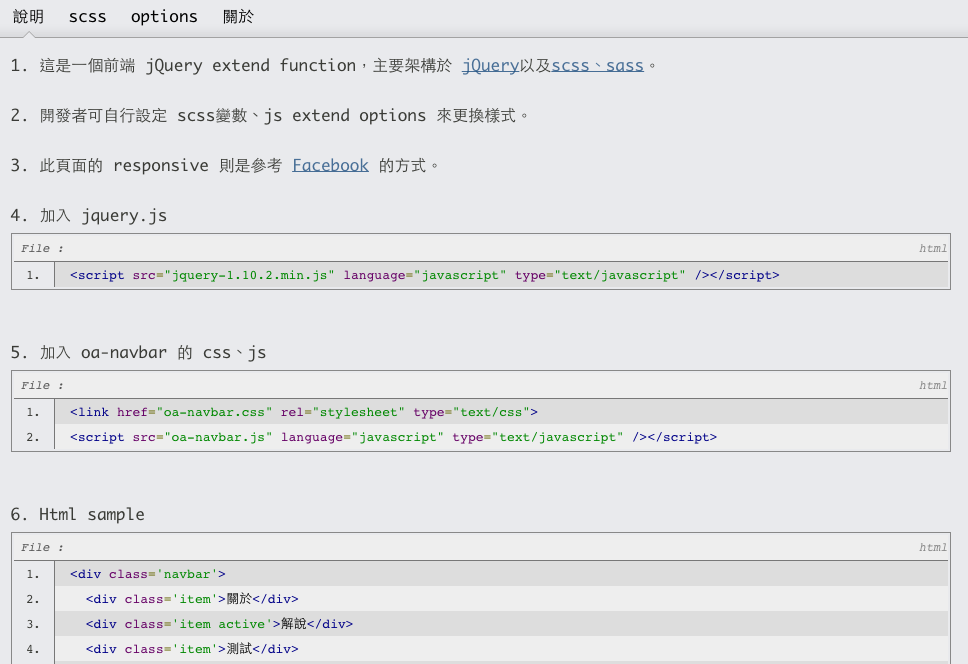 說明 scss options 關於
1. 這是一個前端 jQuery extend function，主要架構於 jQuery以及scss、sass。
2. 開發者可自行設定 scss變數、js extend options 來更換樣式。
3. 此頁面的 responsive 則是參考 Facebook 的方式。
4. 加入 jquery.js
File : html
1. <script src="jquery-1.10.2.min.js" language="javascript" type="text/javascript" /></script>
5. 加入 oa-navbar 的 css、js
File : html
1. <link href="oa-navbar.css" rel="stylesheet" type="text/css">
2. <script src="oa-navbar.js" language="javascript" type="text/javascript" /></script>
6. Html sample
File : html
1. <div class='navbar'>
2. <div class='item'>關於</div>
3. <div class='item active'>解說</div>
4. <div class='item'>測試</div>